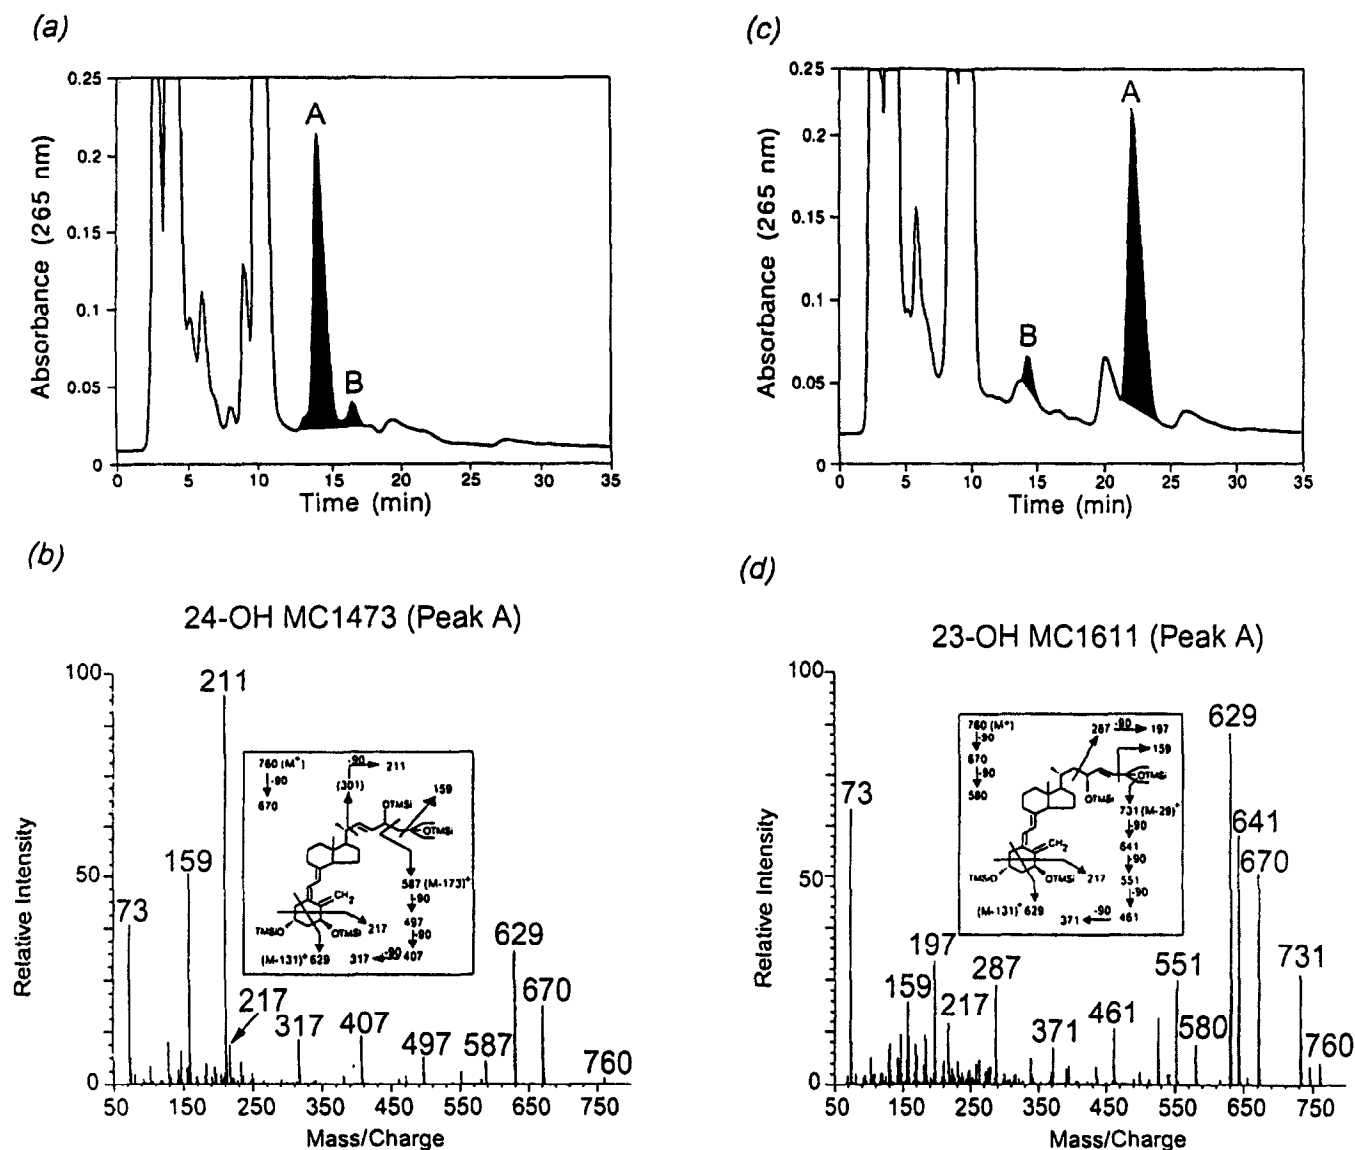 (a)
Absorbance (265 nm)
0.25
0.2
0.15
0.1
0.05
0
A
B
0 5 10 15 20 25 30 35
Time (min)
(c)
Absorbance (265 nm)
0.25
0.2
0.15
0.1
0.05
0
A
B
0 5 10 15 20 25 30 35
Time (min)
(b)
24-OH MC1473 (Peak A)
Relative Intensity
100
50
0
73
159
211
217
317
407
497
587
629
670
760
760 (M+)
-90
670
-90
211
(301)
159
OTMSi
OTMSi
CH2
587 (M-173)+
-90
497
-90
407
-90
317
217
TMSiO
OTMSi
(M-131)+ 629
50 150 250 350 450 550 650 750
Mass/Charge
(d)
23-OH MC1611 (Peak A)
Relative Intensity
100
50
0
73
159
197
217
287
371
461
551
580
629
641
670
731
760
760 (M+)
-90
670
-90
580
287
-90
197
159
OTMSi
OTMSi
CH2
731 (M-29)+
-90
641
-90
551
-90
461
-90
371
217
TMSiO
OTMSi
(M-131)+ 629
50 150 250 350 450 550 650 750
Mass/Charge